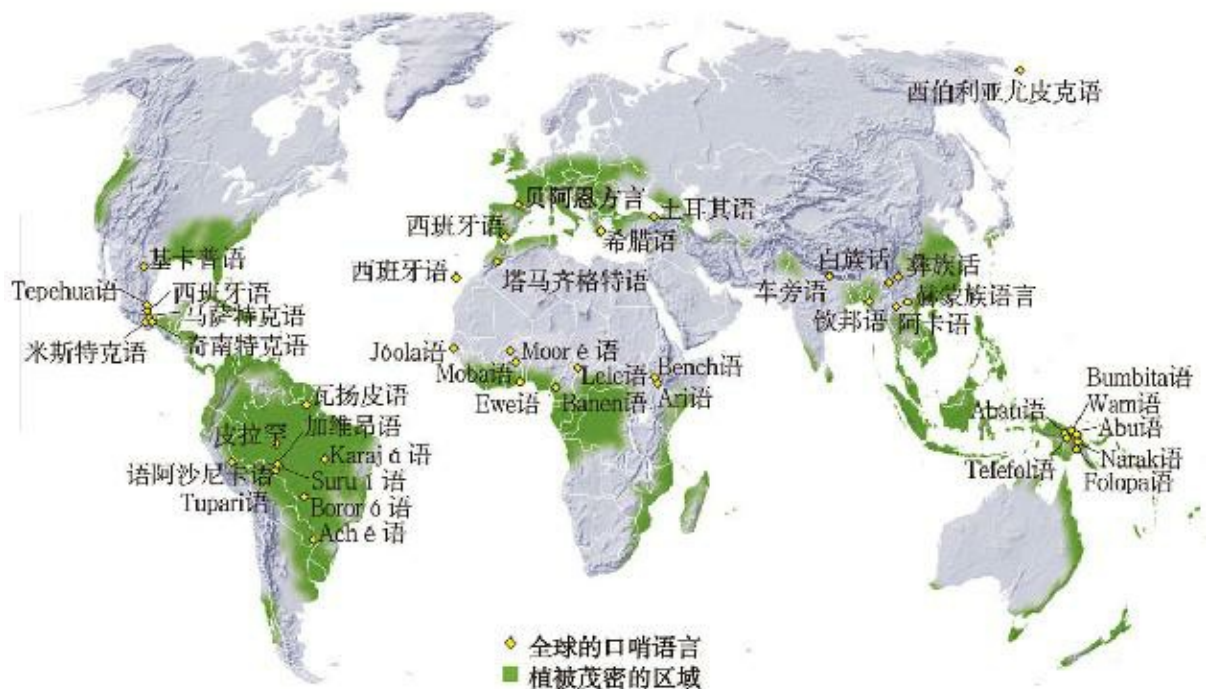 西伯利亚尤皮克语
贝阿恩方言
西班牙语
土耳其语
希腊语
基卡普语
西班牙语
塔马齐格特语
白族话
彝族话
Tepehua语
西班牙语
车旁语
赫蒙族语言
马萨特克语
钦邦语
阿卡语
米斯特克语
奇南特克语
Jóola语
Mooré语
Moba语
Lele语
Bench语
Ewe语
Banen语
Ari语
Bumbita语
瓦扬皮语
Abau语
Wam语
皮拉罕
加维昂语
Abu语
语阿沙尼卡语
Karajá语
Telefol语
Naraki语
Suruí语
Folopa语
Tupari语
Bororó语
Aché语
全球的口哨语言
植被茂密的区域